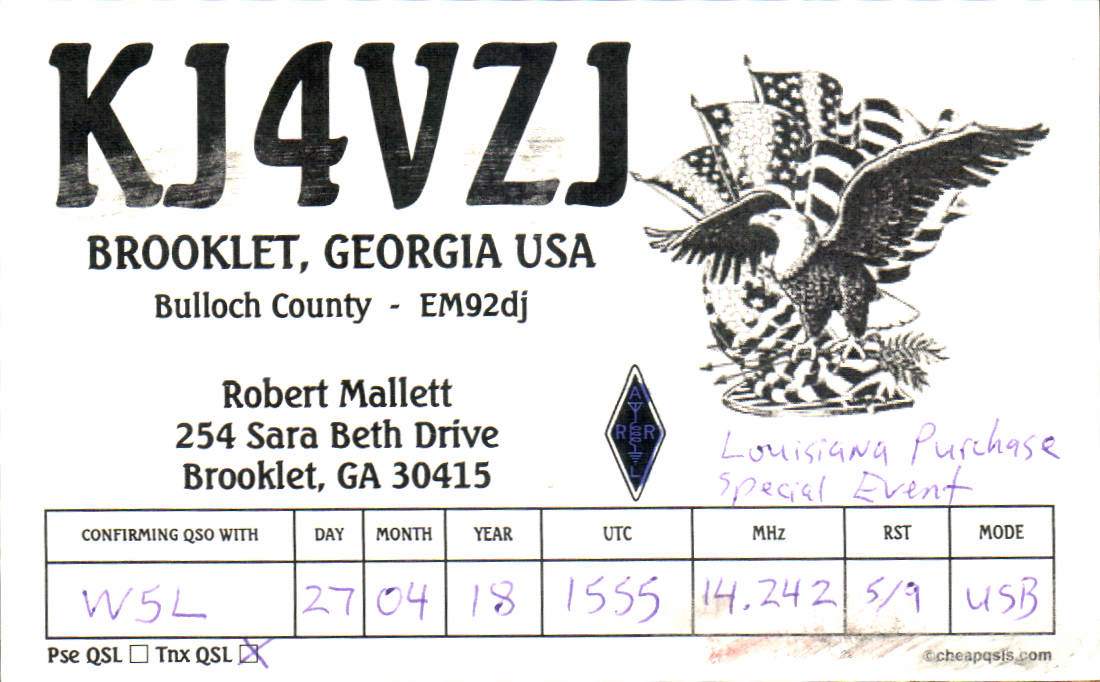 KJ4VZJ
BROOKLET, GEORGIA USA
Bulloch County - EM92dj
Robert Mallett
254 Sara Beth Drive
Brooklet, GA 30415
A
R R
L
Louisiana Purchase
Special Event
CONFIRMING QSO WITH DAY MONTH YEAR UTC MHz RST MODE
W5L 27 04 18 1555 14.242 5/9 USB
Pse QSL ☐ Tnx QSL ☒
©cheapqsls.com